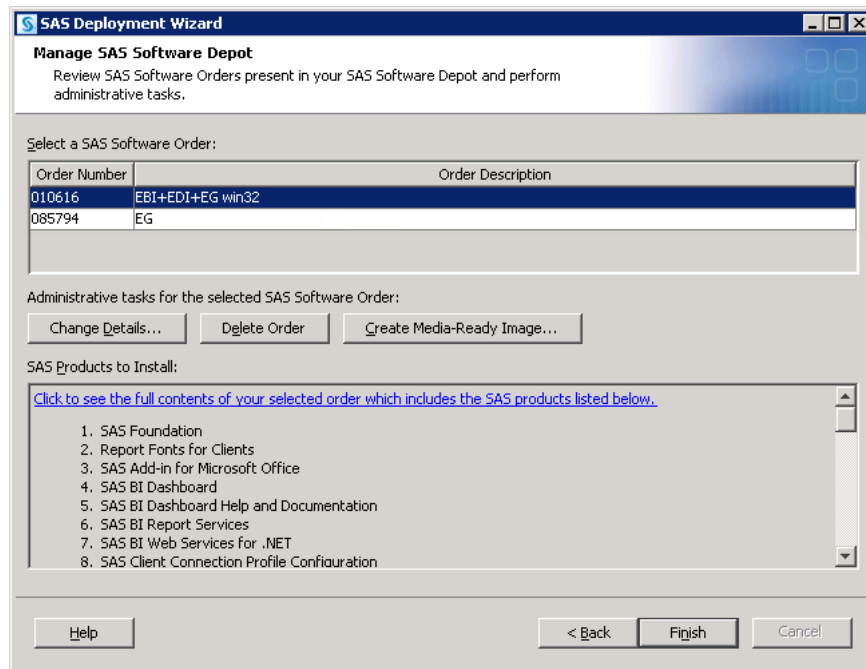 SAS Deployment Wizard
Manage SAS Software Depot
Review SAS Software Orders present in your SAS Software Depot and perform
administrative tasks.
Select a SAS Software Order:
Order Number Order Description
010616 EBI+EDI+EG win32
085794 EG
Administrative tasks for the selected SAS Software Order:
Change Details... Delete Order Create Media-Ready Image...
SAS Products to Install:
Click to see the full contents of your selected order which includes the SAS products listed below.
1. SAS Foundation
2. Report Fonts for Clients
3. SAS Add-in for Microsoft Office
4. SAS BI Dashboard
5. SAS BI Dashboard Help and Documentation
6. SAS BI Report Services
7. SAS BI Web Services for .NET
8. SAS Client Connection Profile Configuration
Help < Back Finish Cancel